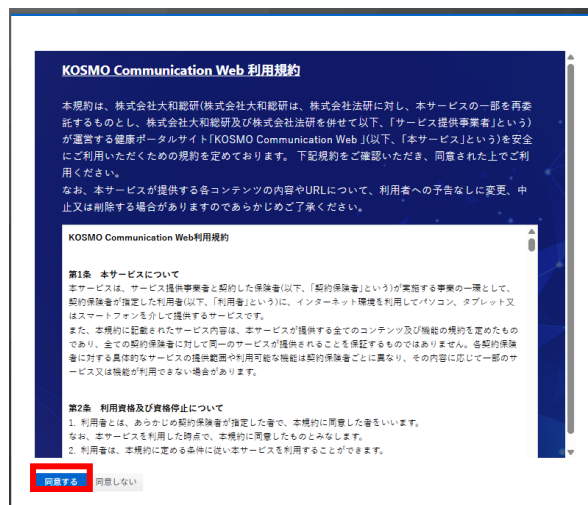 KOSMO Communication Web 利用規約
本規約は、株式会社大和総研(株式会社大和総研は、株式会社法研に対し、本サービスの一部を再委
託するものとし、株式会社大和総研及び株式会社法研を併せて以下、「サービス提供事業者」という)
が運営する健康ポータルサイト「KOSMO Communication Web 」(以下、「本サービス」という)を安全
にご利用いただくための規約を定めております。 下記規約をご確認いただき、同意された上でご利
用ください。
なお、本サービスが提供する各コンテンツの内容やURLについて、利用者への予告なしに変更、中
止又は削除する場合がありますのであらかじめご了承ください。
KOSMO Communication Web利用規約
第1条 本サービスについて
本サービスは、サービス提供事業者と契約した保険者(以下、「契約保険者」という)が実施する事業の一環として、
契約保険者が指定した利用者(以下、「利用者」という)に、インターネット環境を利用してパソコン、タブレット又
はスマートフォンを介して提供するサービスです。
また、本規約に記載されたサービス内容は、本サービスが提供する全てのコンテンツ及び機能の規約を定めたもの
であり、全ての契約保険者に対して同一のサービスが提供されることを保証するものではありません。各契約保険
者に対する具体的なサービスの提供範囲や利用可能な機能は契約保険者ごとに異なり、その内容に応じて一部のサ
ービス又は機能が利用できない場合があります。
第2条 利用資格及び資格停止について
1. 利用者とは、あらかじめ契約保険者が指定した者で、本規約に同意した者をいいます。
なお、本サービスを利用した時点で、本規約に同意したものとみなします。
2. 利用者は、本規約に定める条件に従い本サービスを利用することができます。
同意する 同意しない